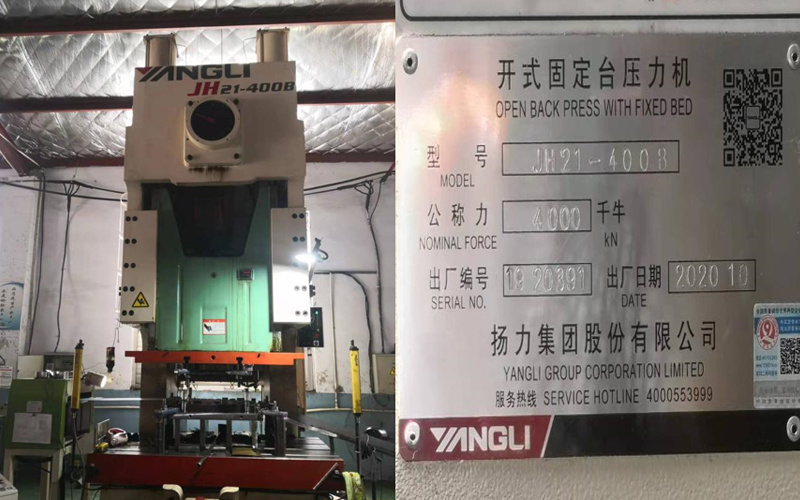 YANGLI
JH21-400B
开式固定台压力机
OPEN BACK PRESS WITH FIXED BED
型 号
MODEL
JH21-400B
公称力
NOMINAL FORCE
4000
千牛
kN
出厂编号
SERIAL NO.
出厂日期
DATE
2020 10
扬力集团股份有限公司
YANGLI GROUP CORPORATION LIMITED
服务热线 SERVICE HOTLINE 4000553999
YANGLI